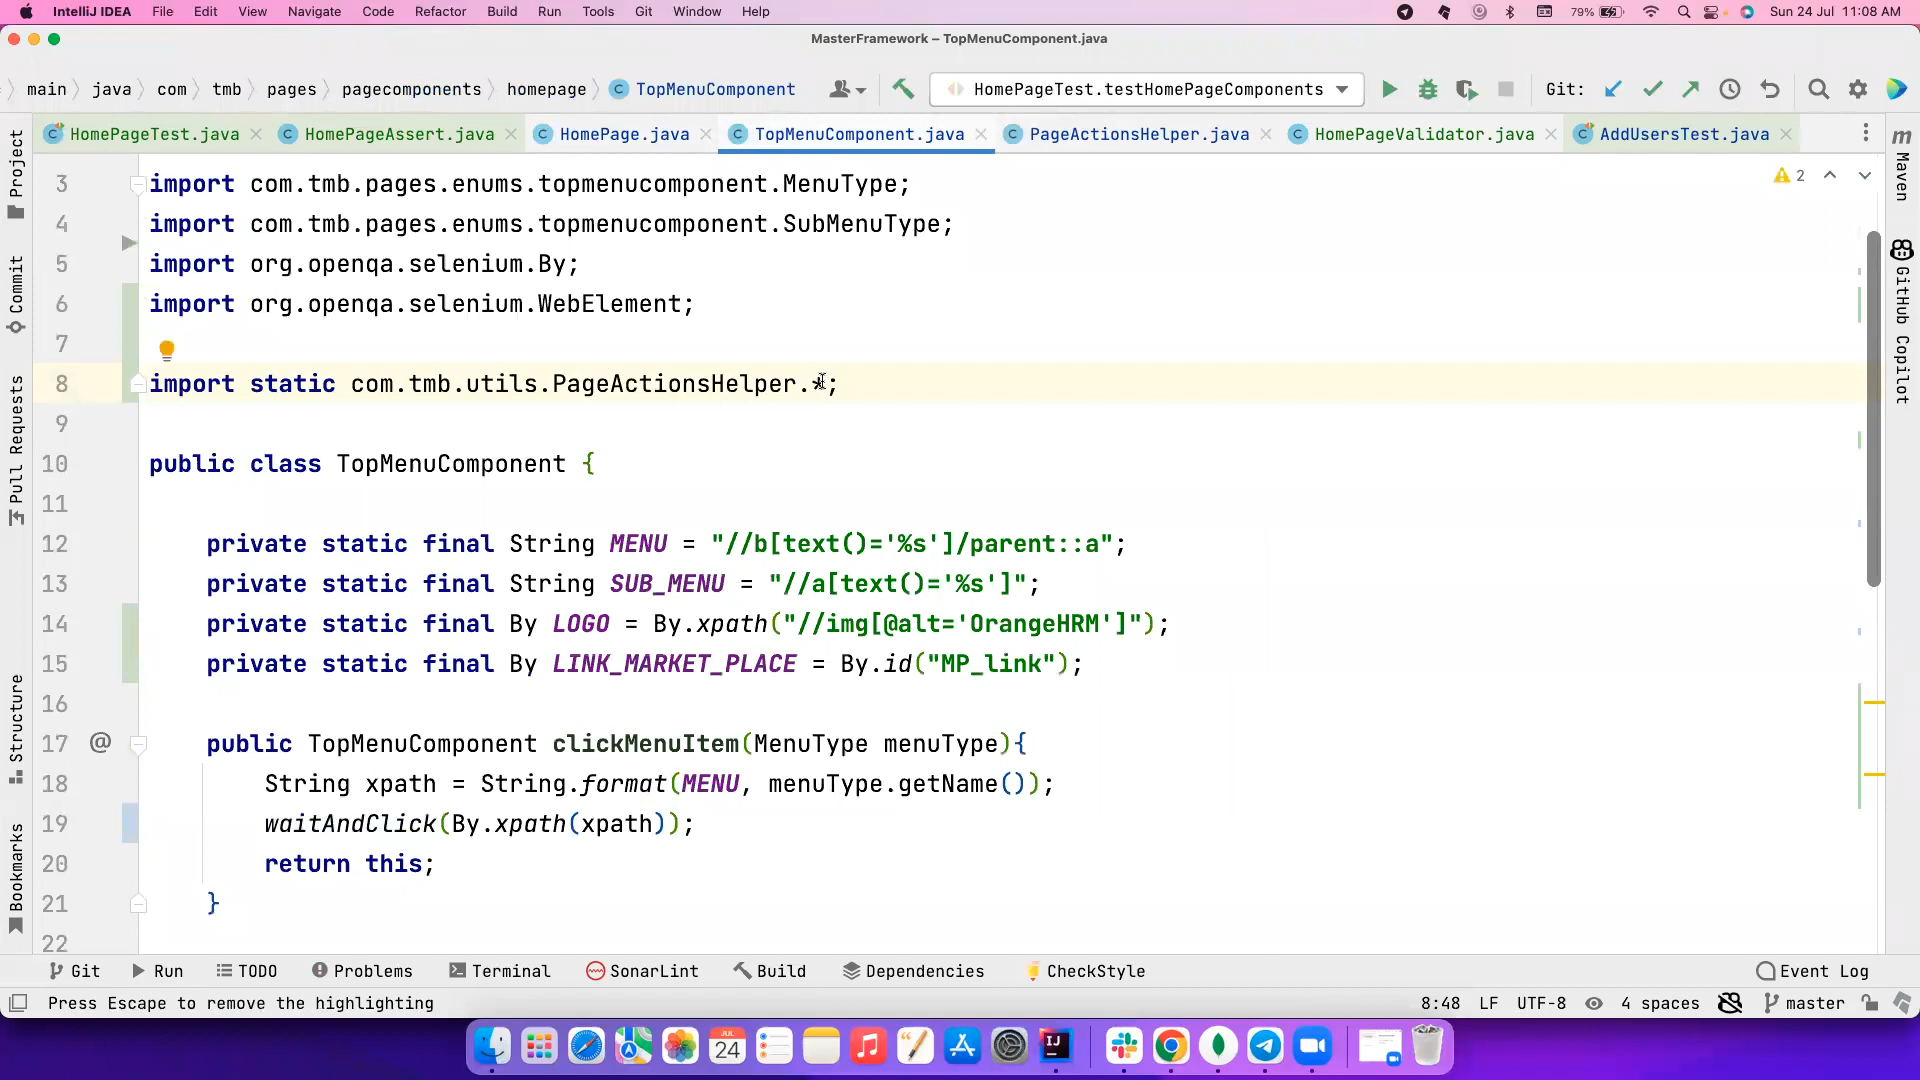 IntelliJ IDEA File Edit View Navigate Code Refactor Build Run Tools Git Window Help 79% Sun 24 Jul 11:08 AM
MasterFramework – TopMenuComponent.java
main java com tmb pages pagecomponents homepage TopMenuComponent HomePageTest.testHomePageComponents Git:
HomePageTest.java HomePageAssert.java HomePage.java TopMenuComponent.java PageActionsHelper.java HomePageValidator.java AddUsersTest.java
Project
Commit
Pull Requests
Structure
Bookmarks
m
Maven
GitHub Copilot
2
3 import com.tmb.pages.enums.topmenucomponent.MenuType;
4 import com.tmb.pages.enums.topmenucomponent.SubMenuType;
5 import org.openqa.selenium.By;
6 import org.openqa.selenium.WebElement;
7
8 import static com.tmb.utils.PageActionsHelper.*;
9
10 public class TopMenuComponent {
11
12 private static final String MENU = "//b[text()='%s']/parent::a";
13 private static final String SUB_MENU = "//a[text()='%s']";
14 private static final By LOGO = By.xpath("//img[@alt='OrangeHRM']");
15 private static final By LINK_MARKET_PLACE = By.id("MP_link");
16
17 @ public TopMenuComponent clickMenuItem(MenuType menuType){
18 String xpath = String.format(MENU, menuType.getName());
19 waitAndClick(By.xpath(xpath));
20 return this;
21 }
22
Git Run TODO Problems Terminal SonarLint Build Dependencies CheckStyle Event Log
Press Escape to remove the highlighting 8:48 LF UTF-8 4 spaces master
JUL
24
IJ